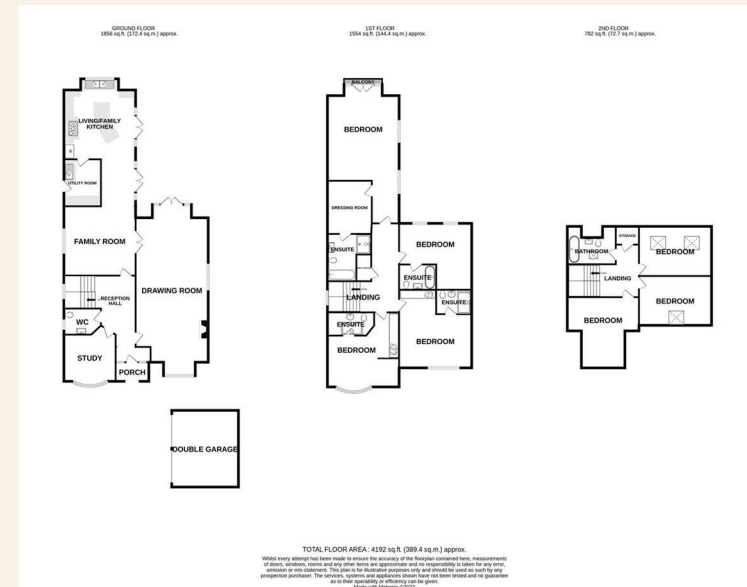 GROUND FLOOR
1856 sq.ft. (172.4 sq.m.) approx.
1ST FLOOR
1554 sq.ft. (144.4 sq.m.) approx.
2ND FLOOR
782 sq.ft. (72.7 sq.m.) approx.
LIVING/FAMILY
KITCHEN
UTILITY ROOM
FAMILY ROOM
DRAWING ROOM
RECEPTION
HALL
WC
STUDY
PORCH
DOUBLE GARAGE
BALCONY
BEDROOM
DRESSING ROOM
ENSUITE
BEDROOM
ENSUITE
LANDING
ENSUITE
ENSUITE
BEDROOM
BEDROOM
STORAGE
BATHROOM
BEDROOM
LANDING
BEDROOM
BEDROOM
TOTAL FLOOR AREA : 4192 sq.ft. (389.4 sq.m.) approx.
Whilst every attempt has been made to ensure the accuracy of the floorplan contained here, measurements
of doors, windows, rooms and any other items are approximate and no responsibility is taken for any error,
omission or mis-statement. This plan is for illustrative purposes only and should be used as such by any
prospective purchaser. The services, systems and appliances shown have not been tested and no guarantee
as to their operability or efficiency can be given.
Made with Metropix